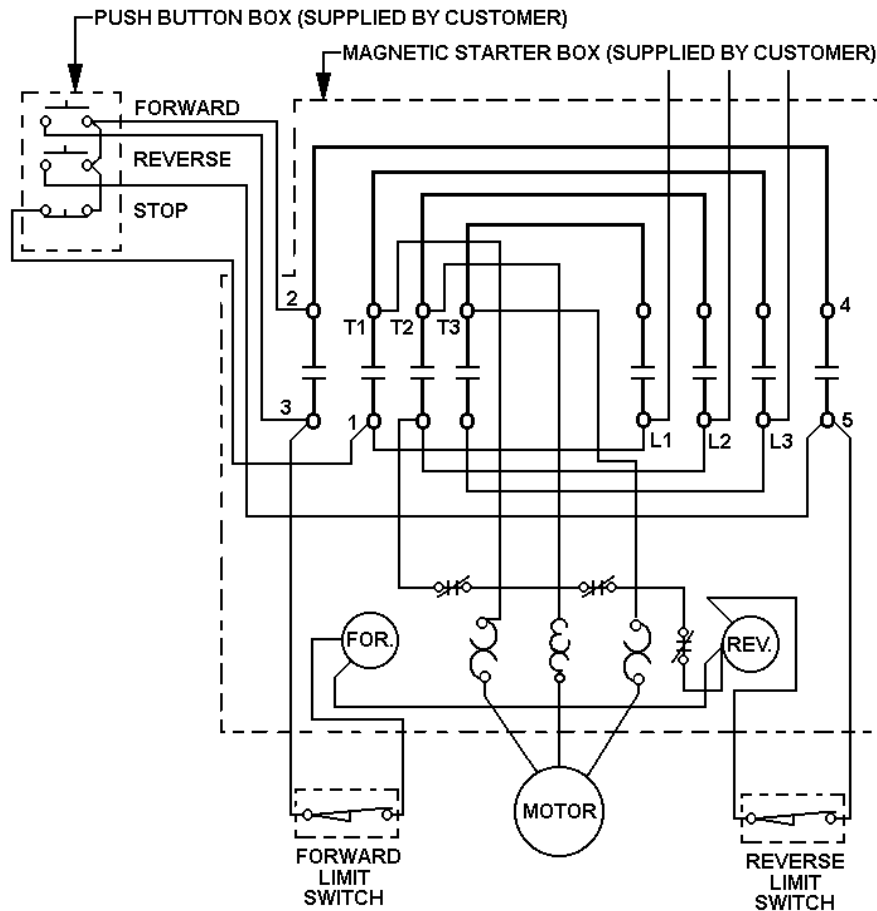 PUSH BUTTON BOX (SUPPLIED BY CUSTOMER)
MAGNETIC STARTER BOX (SUPPLIED BY CUSTOMER)
FORWARD
REVERSE
STOP
2
T1
T2
T3
4
3
1
L1
L2
L3
5
FOR.
REV.
MOTOR
FORWARD
LIMIT
SWITCH
REVERSE
LIMIT
SWITCH